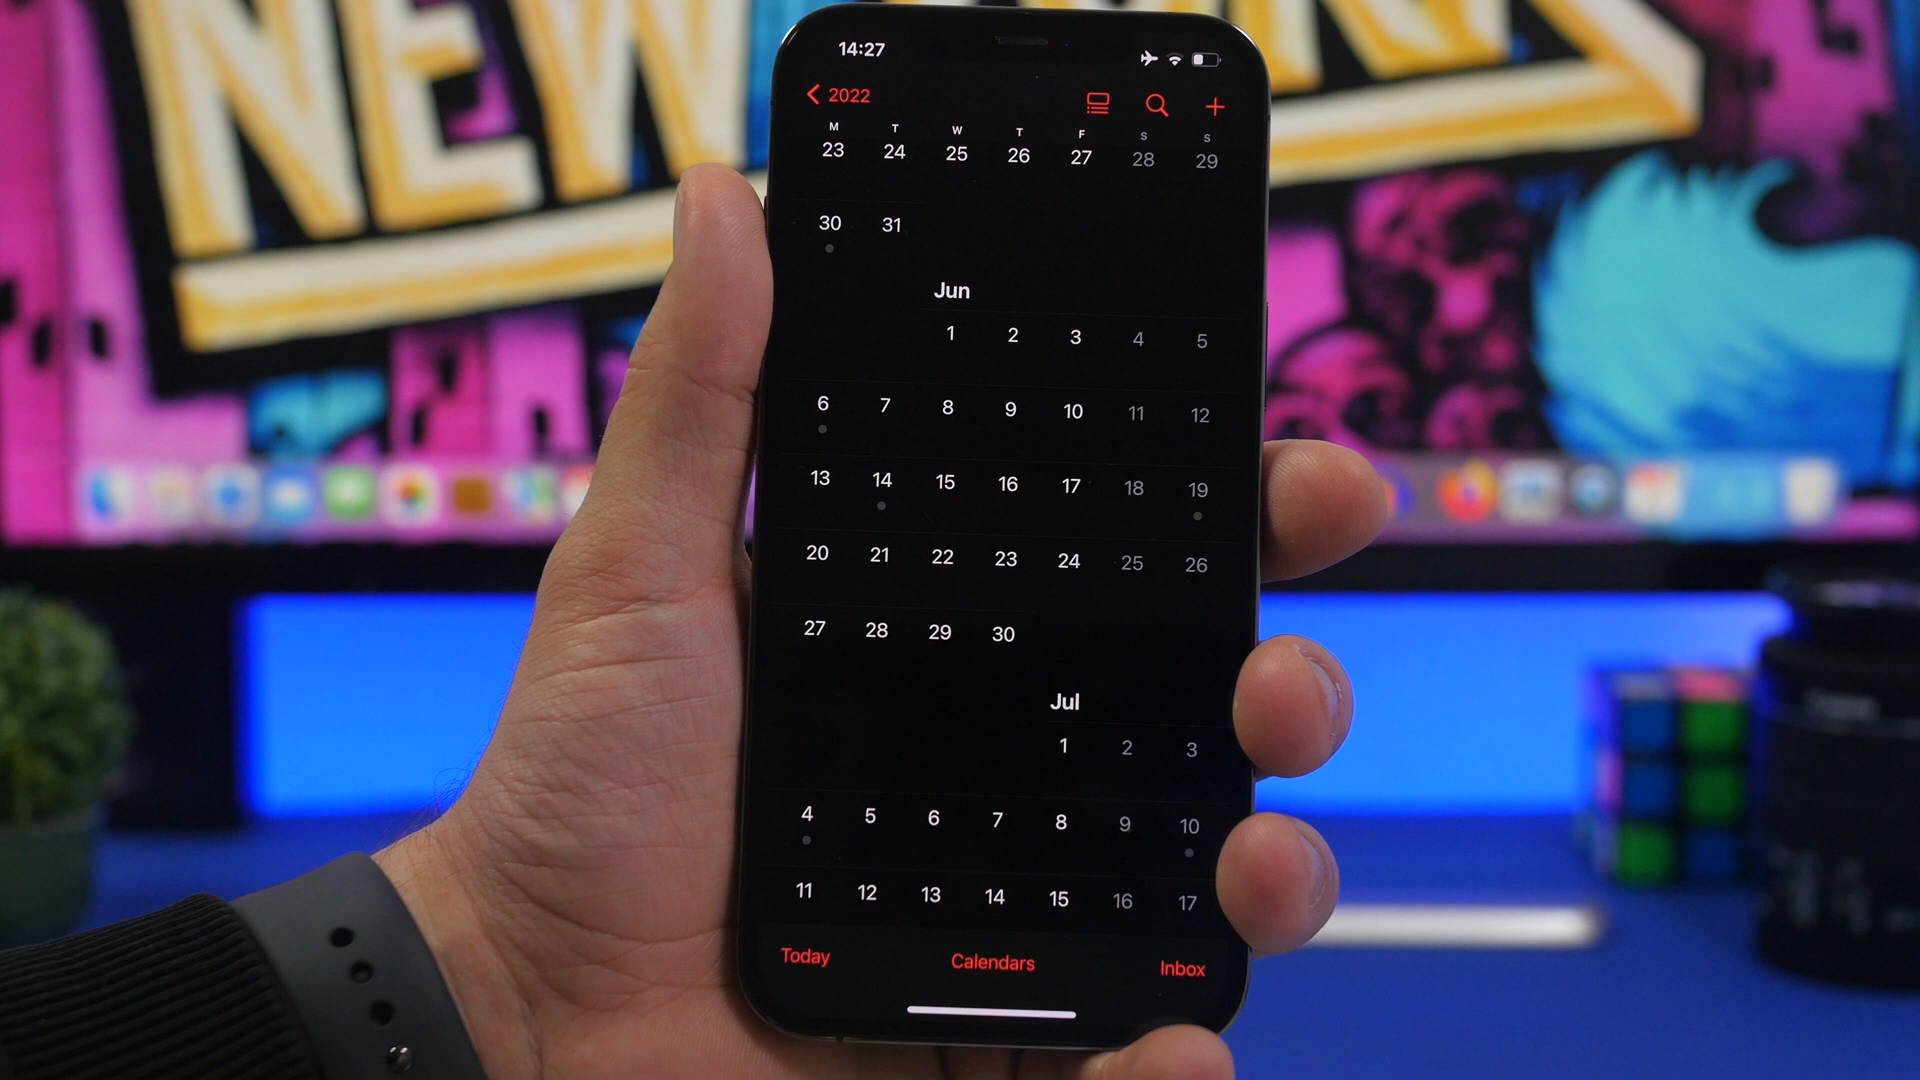 NEW
14:27
2022
M T W T F S S
23 24 25 26 27 28 29
30 31
Jun
1 2 3 4 5
6 7 8 9 10 11 12
13 14 15 16 17 18 19
20 21 22 23 24 25 26
27 28 29 30
Jul
1 2 3
4 5 6 7 8 9 10
11 12 13 14 15 16 17
Today Calendars Inbox